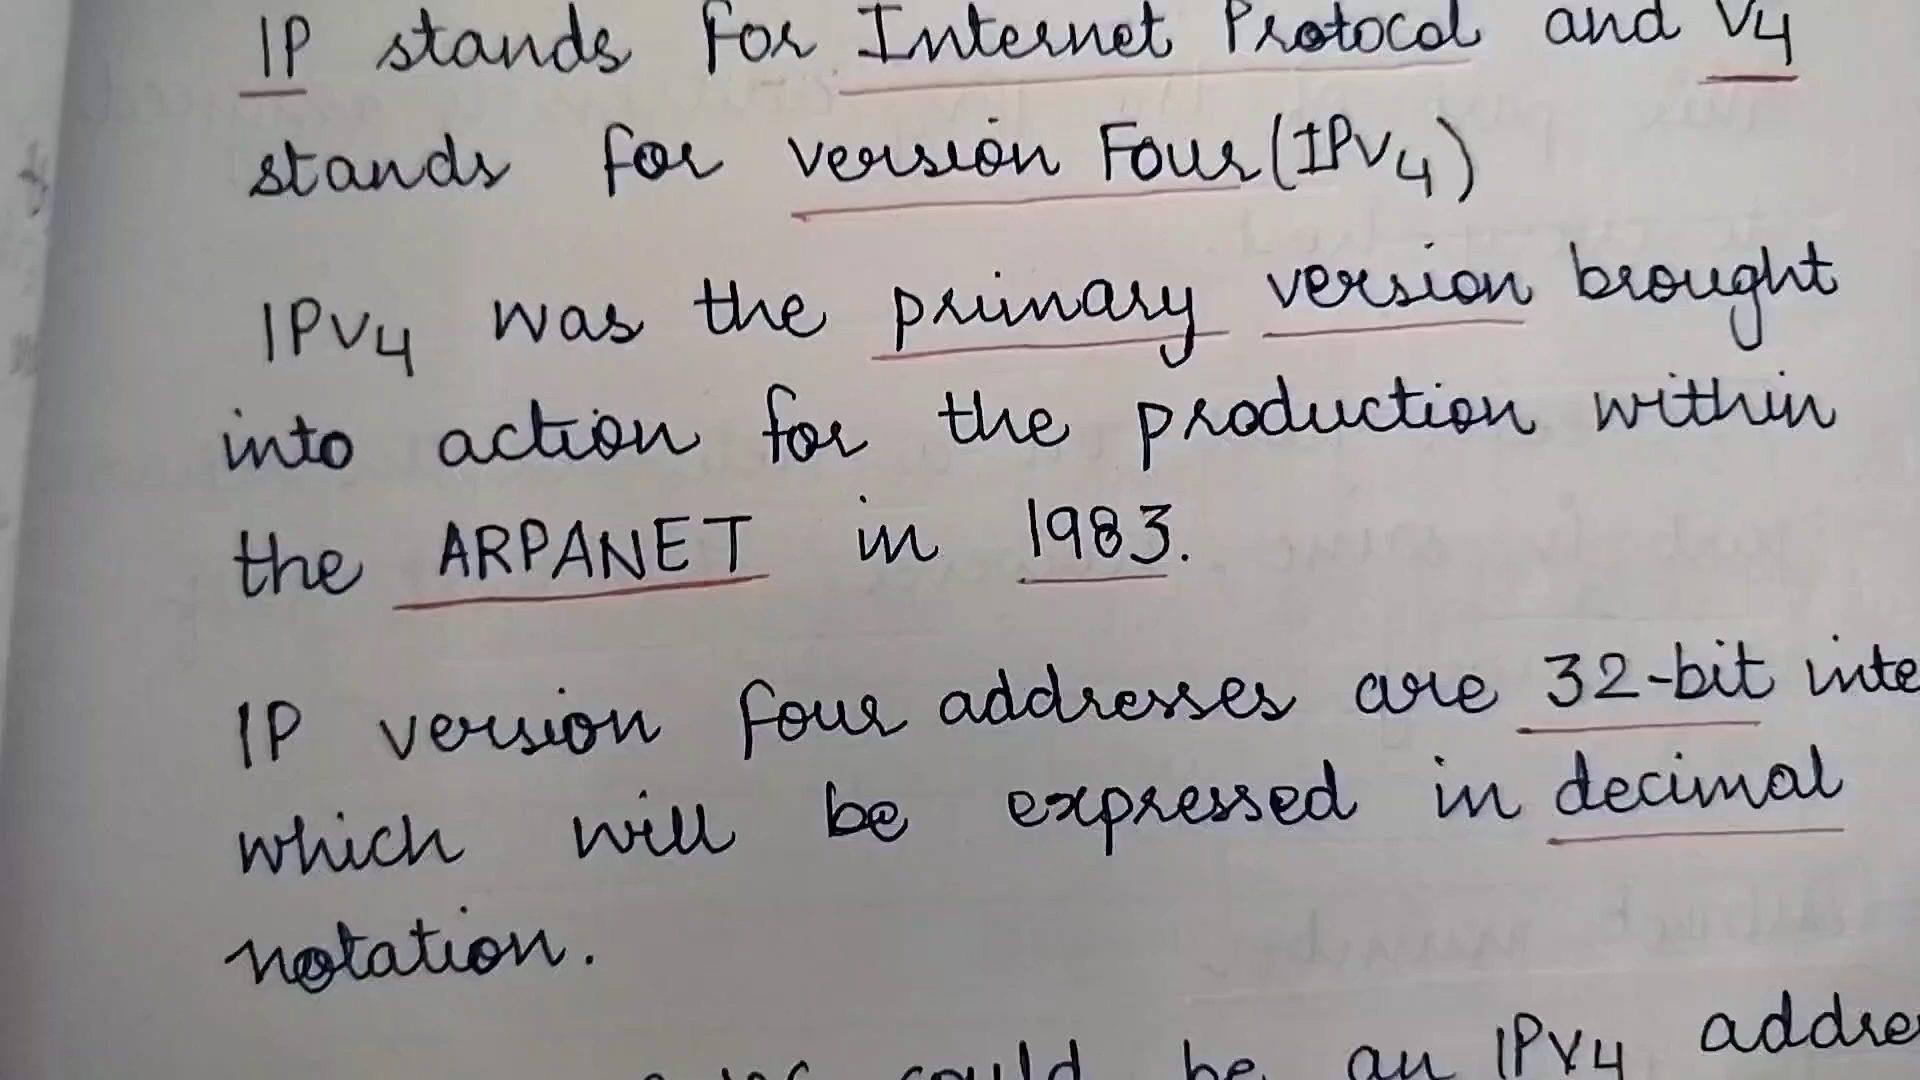 IP stands for Internet Protocol and V4
stands for version Four (IPV4)
IPV4 was the primary version brought
into action for the production within
the ARPANET in 1983.
IP version four addresses are 32-bit inte
which will be expressed in decimal
notation.
could be an IPV4 addre